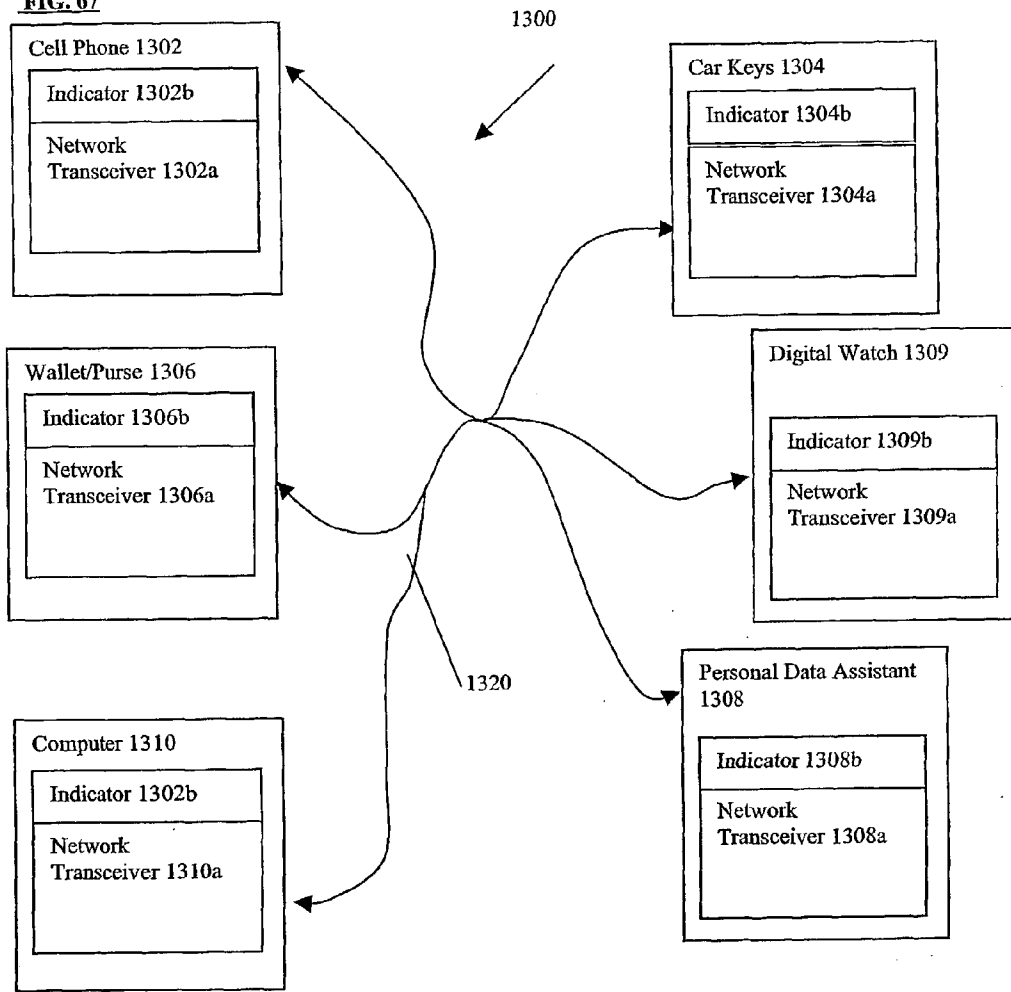 FIG. 67
1300
Cell Phone 1302
Indicator 1302b
Network
Transceiver 1302a
Car Keys 1304
Indicator 1304b
Network
Transceiver 1304a
Wallet/Purse 1306
Indicator 1306b
Network
Transceiver 1306a
Digital Watch 1309
Indicator 1309b
Network
Transceiver 1309a
1320
Personal Data Assistant
1308
Indicator 1308b
Network
Transceiver 1308a
Computer 1310
Indicator 1302b
Network
Transceiver 1310a